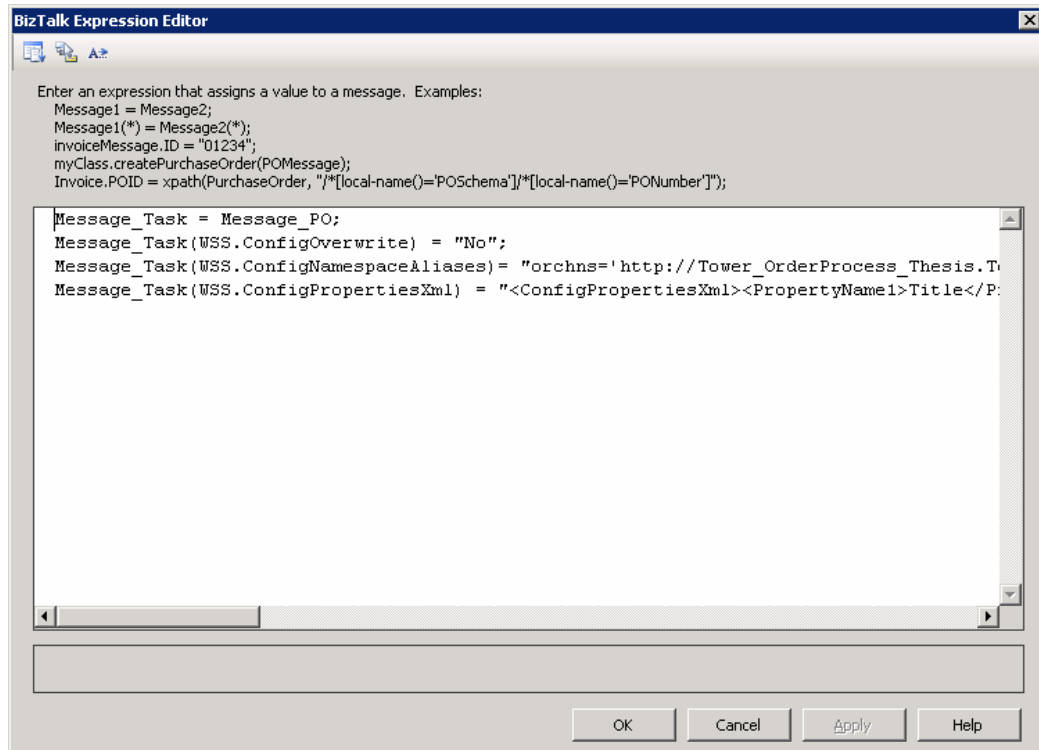 BizTalk Expression Editor
A
Enter an expression that assigns a value to a message. Examples:
Message1 = Message2;
Message1(*) = Message2(*);
invoiceMessage.ID = "01234";
myClass.createPurchaseOrder(POMessage);
Invoice.POID = xpath(PurchaseOrder, "/*[local-name()='POSchema']/*[local-name()='PONumber']");
Message_Task = Message_PO;
Message_Task(WSS.ConfigOverwrite) = "No";
Message_Task(WSS.ConfigNamespaceAliases)= "orchns='http://Tower_OrderProcess_Thesis.T
Message_Task(WSS.ConfigPropertiesXml) = "<ConfigPropertiesXml><PropertyName1>Title</P
OK Cancel Apply Help